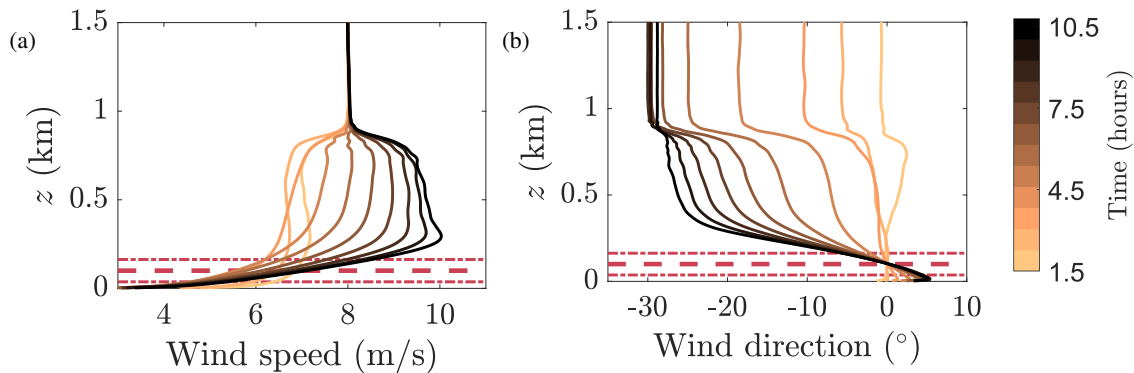 (a)
1.5
1
0.5
0
z (km)
4 6 8 10
Wind speed (m/s)
(b)
1.5
1
0.5
0
z (km)
-30 -20 -10 0 10
Wind direction (°)
10.5
7.5
4.5
1.5
Time (hours)